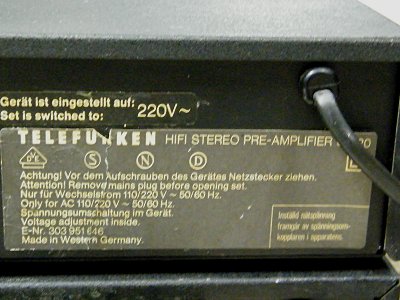 Gerät ist eingestellt auf:
Set is switched to:
220V~
TELEFUNKEN HIFI STEREO PRE-AMPLIFIER
S N D
Achtung! Vor dem Aufschrauben des Gerätes Netzstecker ziehen.
Attention! Remove mains plug before opening set.
Nur für Wechselstrom 110/220 V ~ 50/60 Hz.
Only for AC 110/220 V ~ 50/60 Hz.
Spannungsumschaltung im Gerät.
Voltage adjustment inside.
E-Nr. 303 951 646
Made in Western Germany.
Inställd nätspänning
framgår av spänningsom-
kopplaren i apparaten.